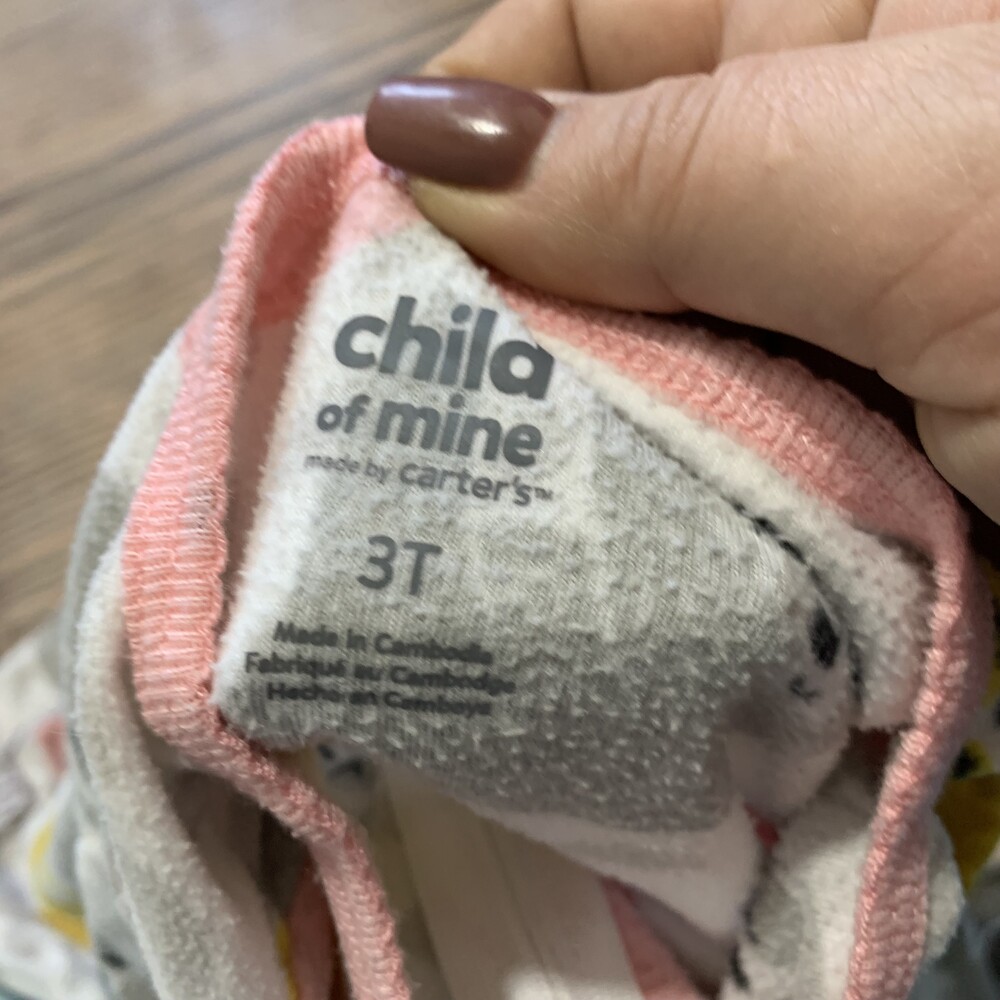 child
of mine
made by carter's™
3T
Made in Cambodia
Fabriqué au Cambodge
Hecho en Camboya